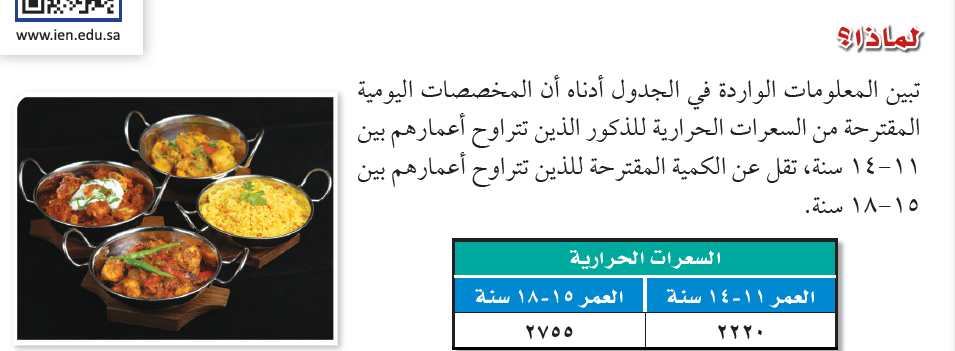 www.ien.edu.sa
لماذا؟
تبين المعلومات الواردة في الجدول أدناه أن المخصصات اليومية
المقترحة من السعرات الحرارية للذكور الذين تتراوح أعمارهم بين
١١-١٤ سنة، تقل عن الكمية المقترحة للذين تتراوح أعمارهم بين
١٥-١٨ سنة.
السعرات الحرارية
العمر ١١-١٤ سنة العمر ١٥-١٨ سنة
٢٢٢٠ ٢٧٥٥